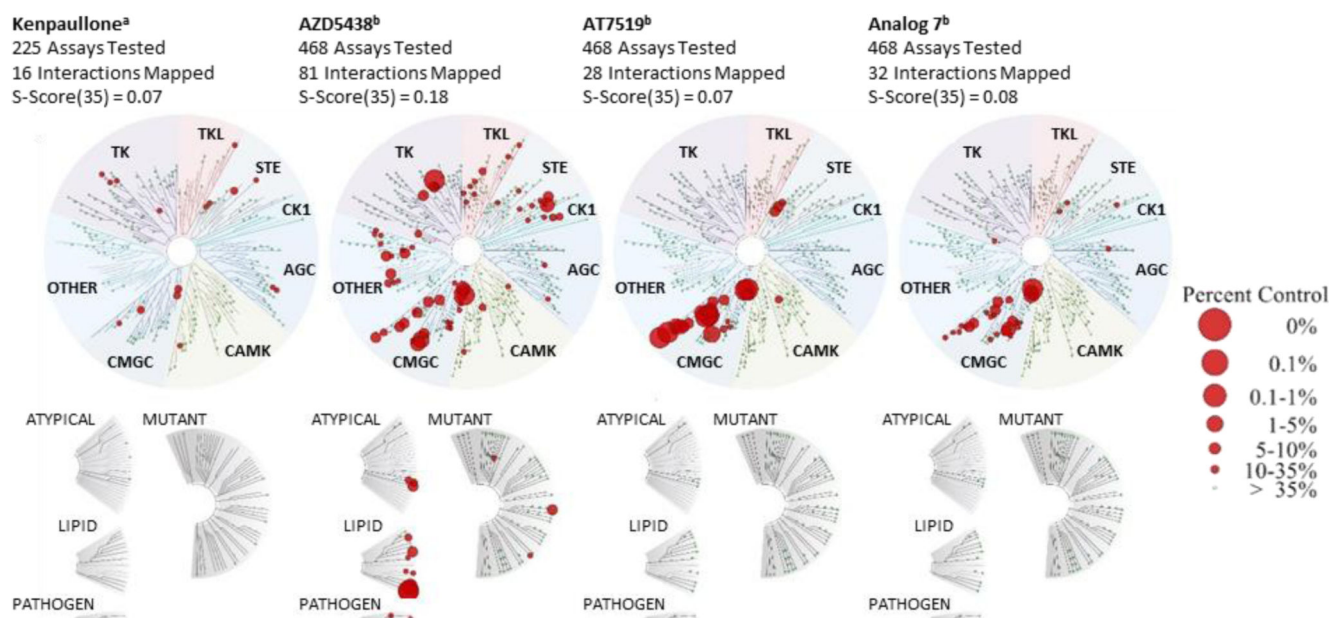 Kenpaulloneᵃ
225 Assays Tested
16 Interactions Mapped
S-Score(35) = 0.07
AZD5438ᵇ
468 Assays Tested
81 Interactions Mapped
S-Score(35) = 0.18
AT7519ᵇ
468 Assays Tested
28 Interactions Mapped
S-Score(35) = 0.07
Analog 7ᵇ
468 Assays Tested
32 Interactions Mapped
S-Score(35) = 0.08
TK
TKL
STE
CK1
AGC
CAMK
CMGC
OTHER
TK
TKL
STE
CK1
AGC
CAMK
CMGC
OTHER
TK
TKL
STE
CK1
AGC
CAMK
CMGC
OTHER
TK
TKL
STE
CK1
AGC
CAMK
CMGC
OTHER
Percent Control
0%
0.1%
0.1-1%
1-5%
5-10%
10-35%
> 35%
ATYPICAL
MUTANT
LIPID
PATHOGEN
ATYPICAL
MUTANT
LIPID
PATHOGEN
ATYPICAL
MUTANT
LIPID
PATHOGEN
ATYPICAL
MUTANT
LIPID
PATHOGEN